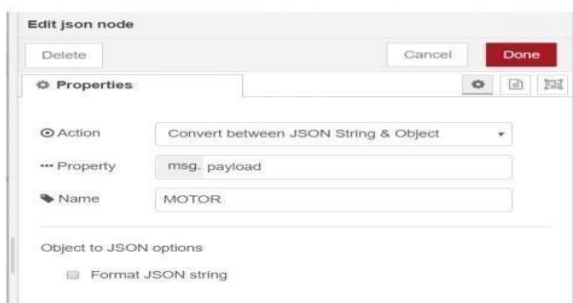 Edit json node
Delete Cancel Done
Properties
Action Convert between JSON String & Object
Property msg. payload
Name MOTOR
Object to JSON options
Format JSON string